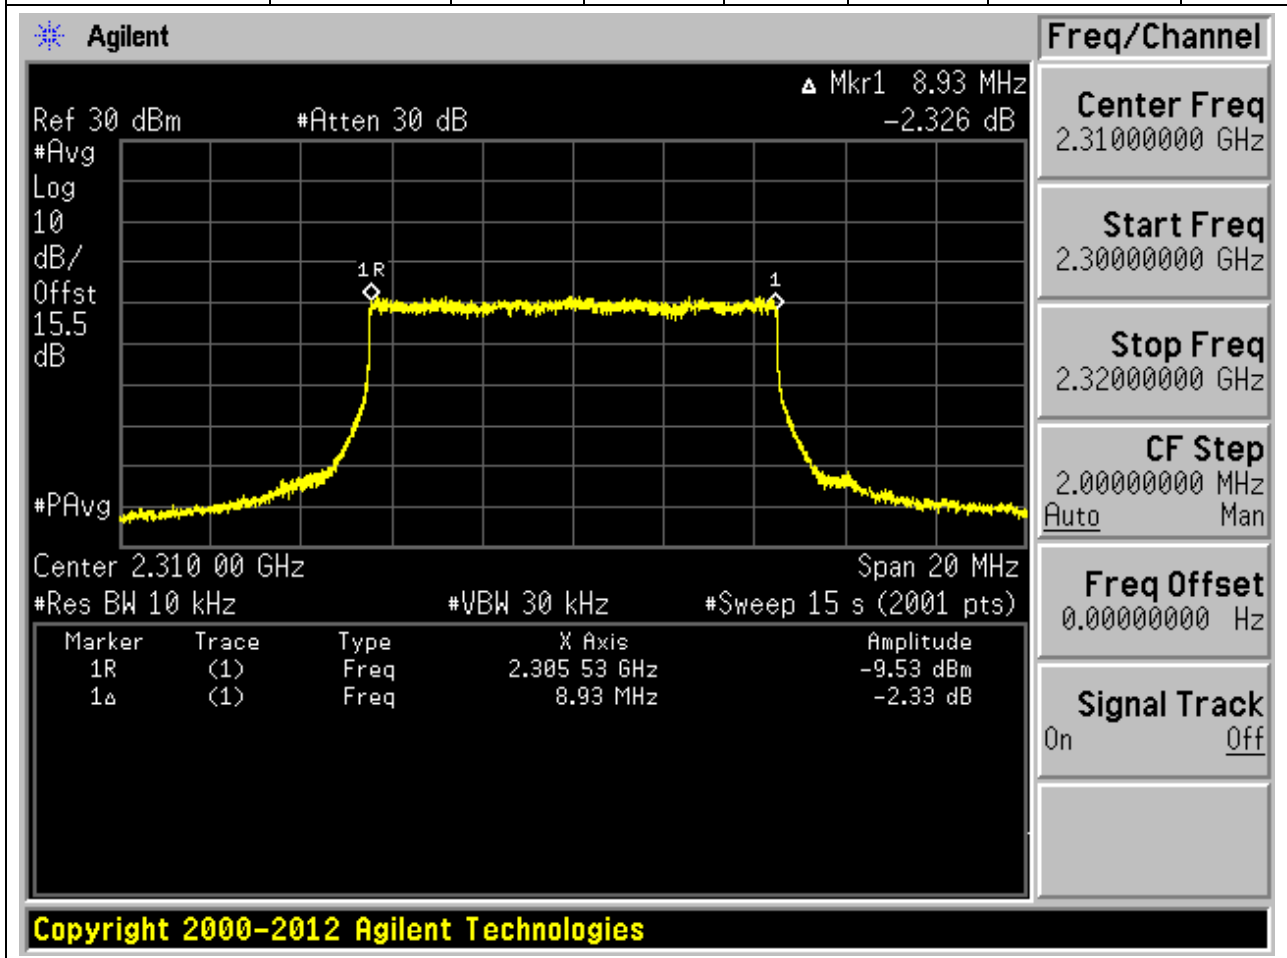 Agilent
Freq/Channel
Δ Mkr1 8.93 MHz
Ref 30 dBm #Atten 30 dB -2.326 dB
#Avg
Log
10
dB/
Offst
15.5
dB
1R
1
#PAvg
Center 2.310 00 GHz Span 20 MHz
#Res BW 10 kHz #VBW 30 kHz #Sweep 15 s (2001 pts)
Marker Trace Type X Axis Amplitude
1R (1) Freq 2.305 53 GHz -9.53 dBm
1Δ (1) Freq 8.93 MHz -2.33 dB
Center Freq
2.31000000 GHz
Start Freq
2.30000000 GHz
Stop Freq
2.32000000 GHz
CF Step
2.00000000 MHz
Auto Man
Freq Offset
0.00000000 Hz
Signal Track
On Off
Copyright 2000-2012 Agilent Technologies